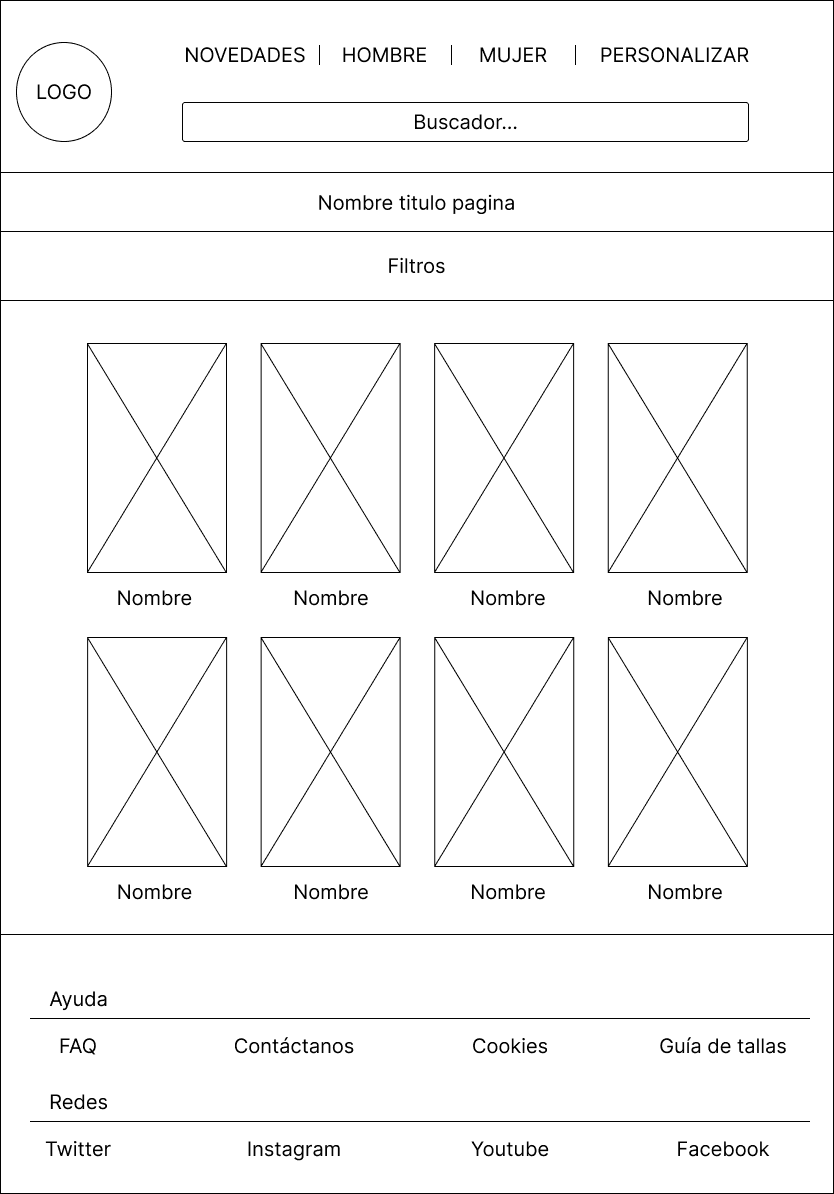 NOVEDADES | HOMBRE | MUJER | PERSONALIZAR
LOGO
Buscador...
Nombre titulo pagina
Filtros
Nombre Nombre Nombre Nombre
Nombre Nombre Nombre Nombre
Ayuda
FAQ Contáctanos Cookies Guía de tallas
Redes
Twitter Instagram Youtube Facebook